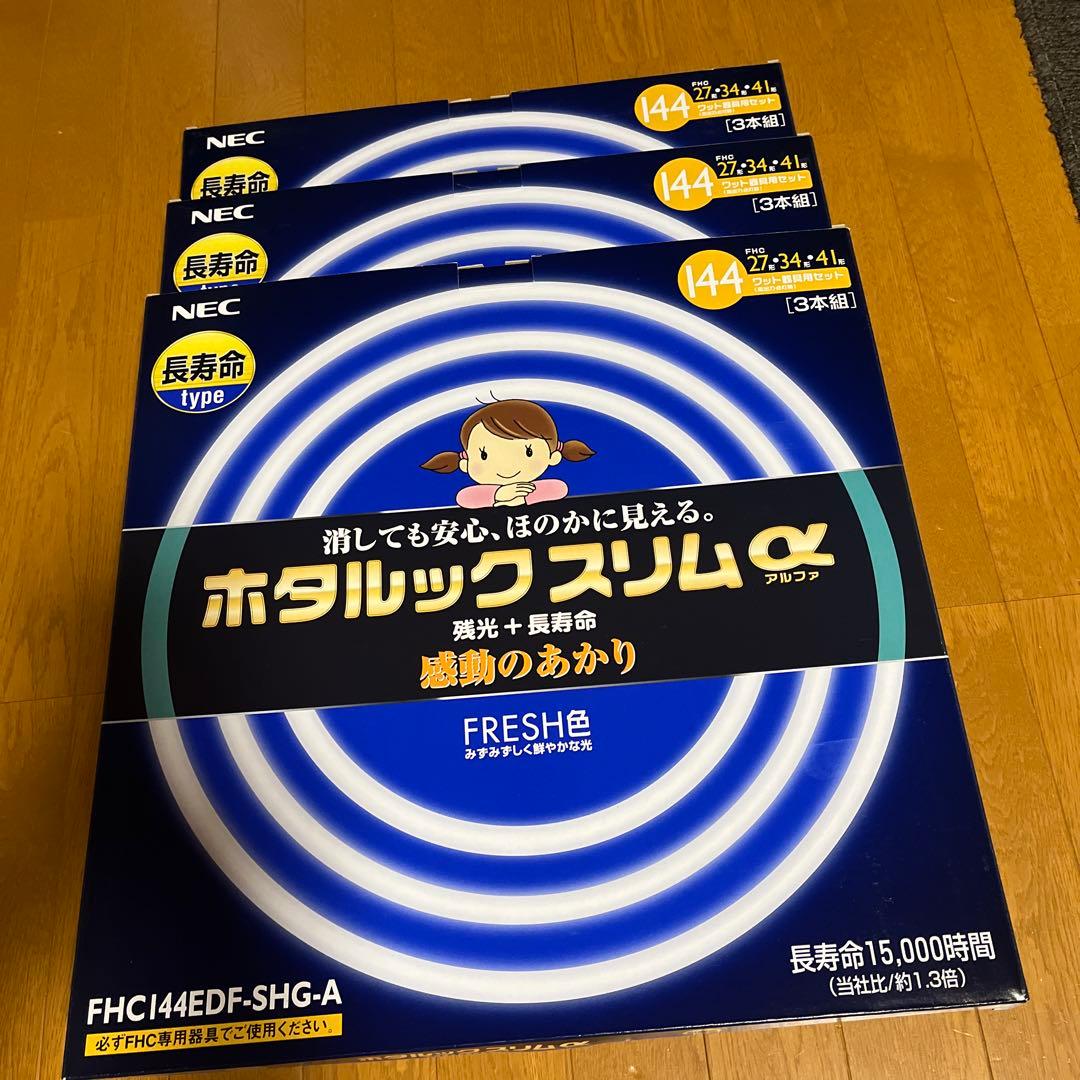 NEC
長寿命
144
FHC
27形・34形・41形
ワット器具用セット
[3本組]
NEC
長寿命
type
144
FHC
27形・34形・41形
ワット器具用セット
[3本組]
NEC
長寿命
type
144
FHC
27形・34形・41形
ワット器具用セット
(高出力点灯時)
[3本組]
消しても安心、ほのかに見える。
ホタルック スリムα
アルファ
残光+長寿命
感動のあかり
FRESH色
みずみずしく鮮やかな光
長寿命15,000時間
(当社比/約1.3倍)
FHC144EDF-SHG-A
必ずFHC専用器具でご使用ください。